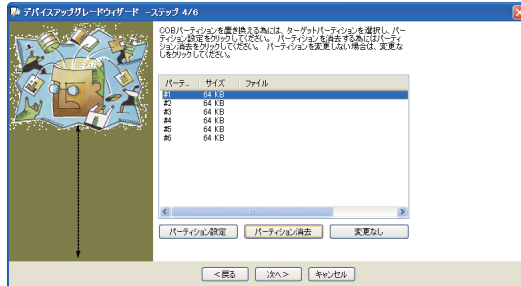 デバイスアップグレードウィザード －ステップ 4/6
COBパーティションを置き換える為には、ターゲットパーティションを選択し、パー
ティション設定をクリックしてください。 パーティションを消去する為にはパーティ
ション消去をクリックしてください。 パーティションを変更しない場合は、変更な
しをクリックしてください。
パーテ... サイズ ファイル
#1 64 KB
#2 64 KB
#3 64 KB
#4 64 KB
#5 64 KB
#6 64 KB
パーティション設定 パーティション消去 変更なし
<戻る 次へ> キャンセル